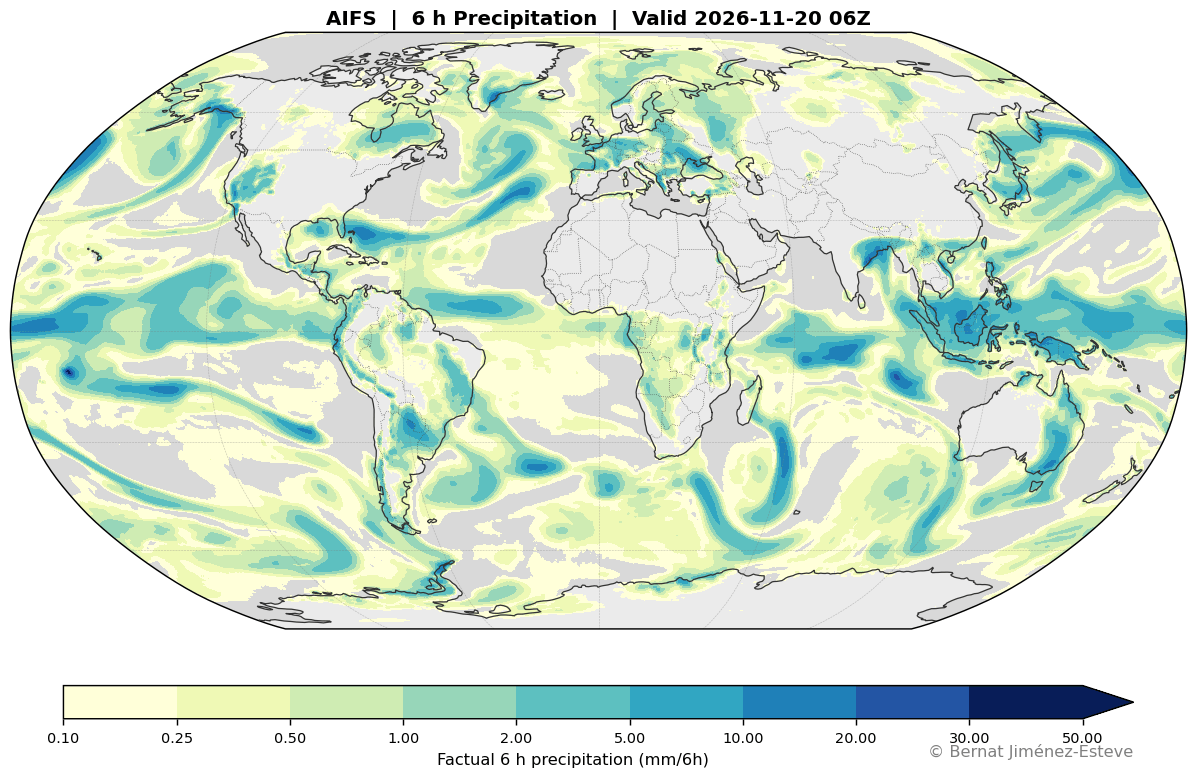 AIFS | 6 h Precipitation | Valid 2026-11-20 06Z
0.10 0.25 0.50 1.00 2.00 5.00 10.00 20.00 30.00 50.00
Factual 6 h precipitation (mm/6h)
© Bernat Jiménez-Esteve